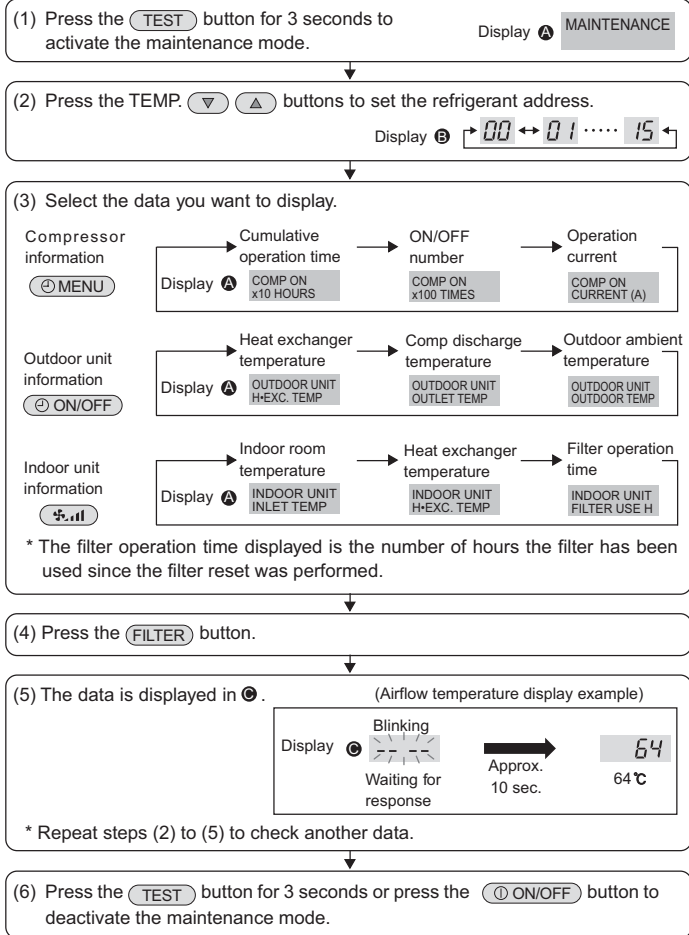 (1) Press the TEST button for 3 seconds to
activate the maintenance mode.
Display A MAINTENANCE
(2) Press the TEMP. ▽ △ buttons to set the refrigerant address.
Display B 00 ↔ 01 ····· 15
(3) Select the data you want to display.
Compressor
information
MENU
Cumulative
operation time
ON/OFF
number
Operation
current
Display A
COMP ON
x10 HOURS
COMP ON
x100 TIMES
COMP ON
CURRENT (A)
Outdoor unit
information
ON/OFF
Heat exchanger
temperature
Comp discharge
temperature
Outdoor ambient
temperature
Display A
OUTDOOR UNIT
H•EXC. TEMP
OUTDOOR UNIT
OUTLET TEMP
OUTDOOR UNIT
OUTDOOR TEMP
Indoor unit
information
Indoor room
temperature
Heat exchanger
temperature
Filter operation
time
Display A
INDOOR UNIT
INLET TEMP
INDOOR UNIT
H•EXC. TEMP
INDOOR UNIT
FILTER USE H
* The filter operation time displayed is the number of hours the filter has been
used since the filter reset was performed.
(4) Press the FILTER button.
(5) The data is displayed in C .
(Airflow temperature display example)
Blinking
Display C -- --
Waiting for
response
Approx.
10 sec.
64
64℃
* Repeat steps (2) to (5) to check another data.
(6) Press the TEST button for 3 seconds or press the ON/OFF button to
deactivate the maintenance mode.